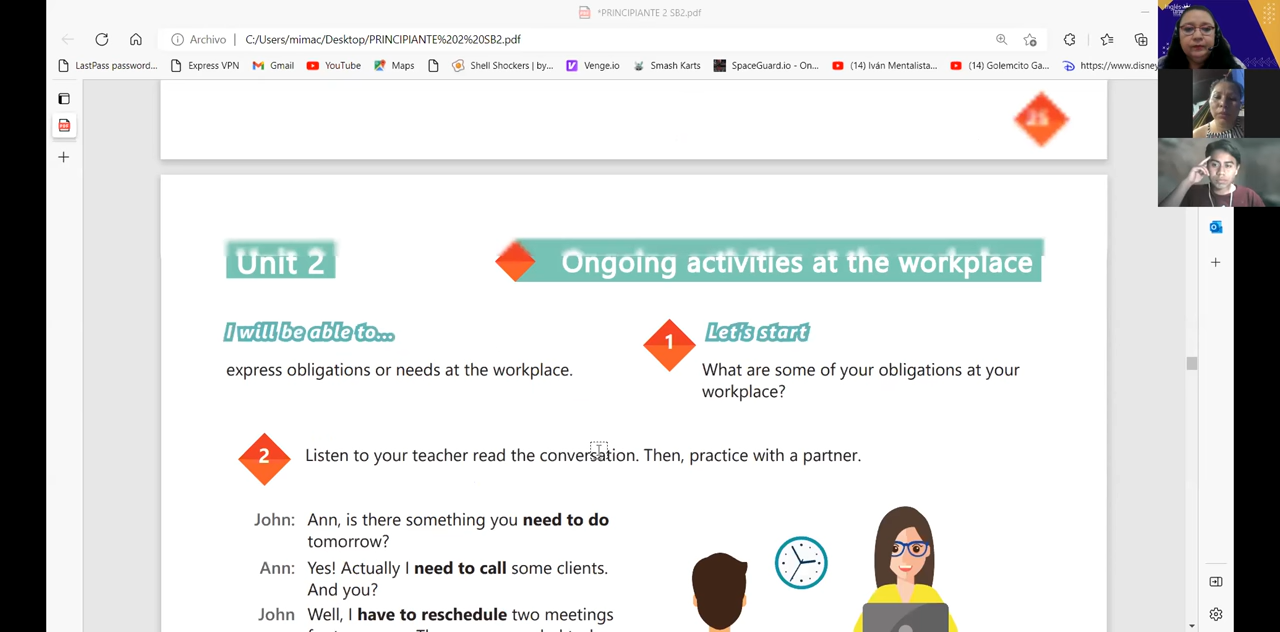 *PRINCIPIANTE 2 SB2.pdf
Archivo C:/Users/mimac/Desktop/PRINCIPIANTE%202%20SB2.pdf
LastPass password... Express VPN Gmail YouTube Maps Shell Shockers | by... Venge.io Smash Karts SpaceGuard.io - On... (14) Iván Mentalista... (14) Golemcito Ga... https://www.disney
25
Unit 2 Ongoing activities at the workplace
I will be able to...
express obligations or needs at the workplace.
1 Let's start
What are some of your obligations at your
workplace?
2 Listen to your teacher read the conversation. Then, practice with a partner.
John: Ann, is there something you need to do
tomorrow?
Ann: Yes! Actually I need to call some clients.
And you?
John Well, I have to reschedule two meetings